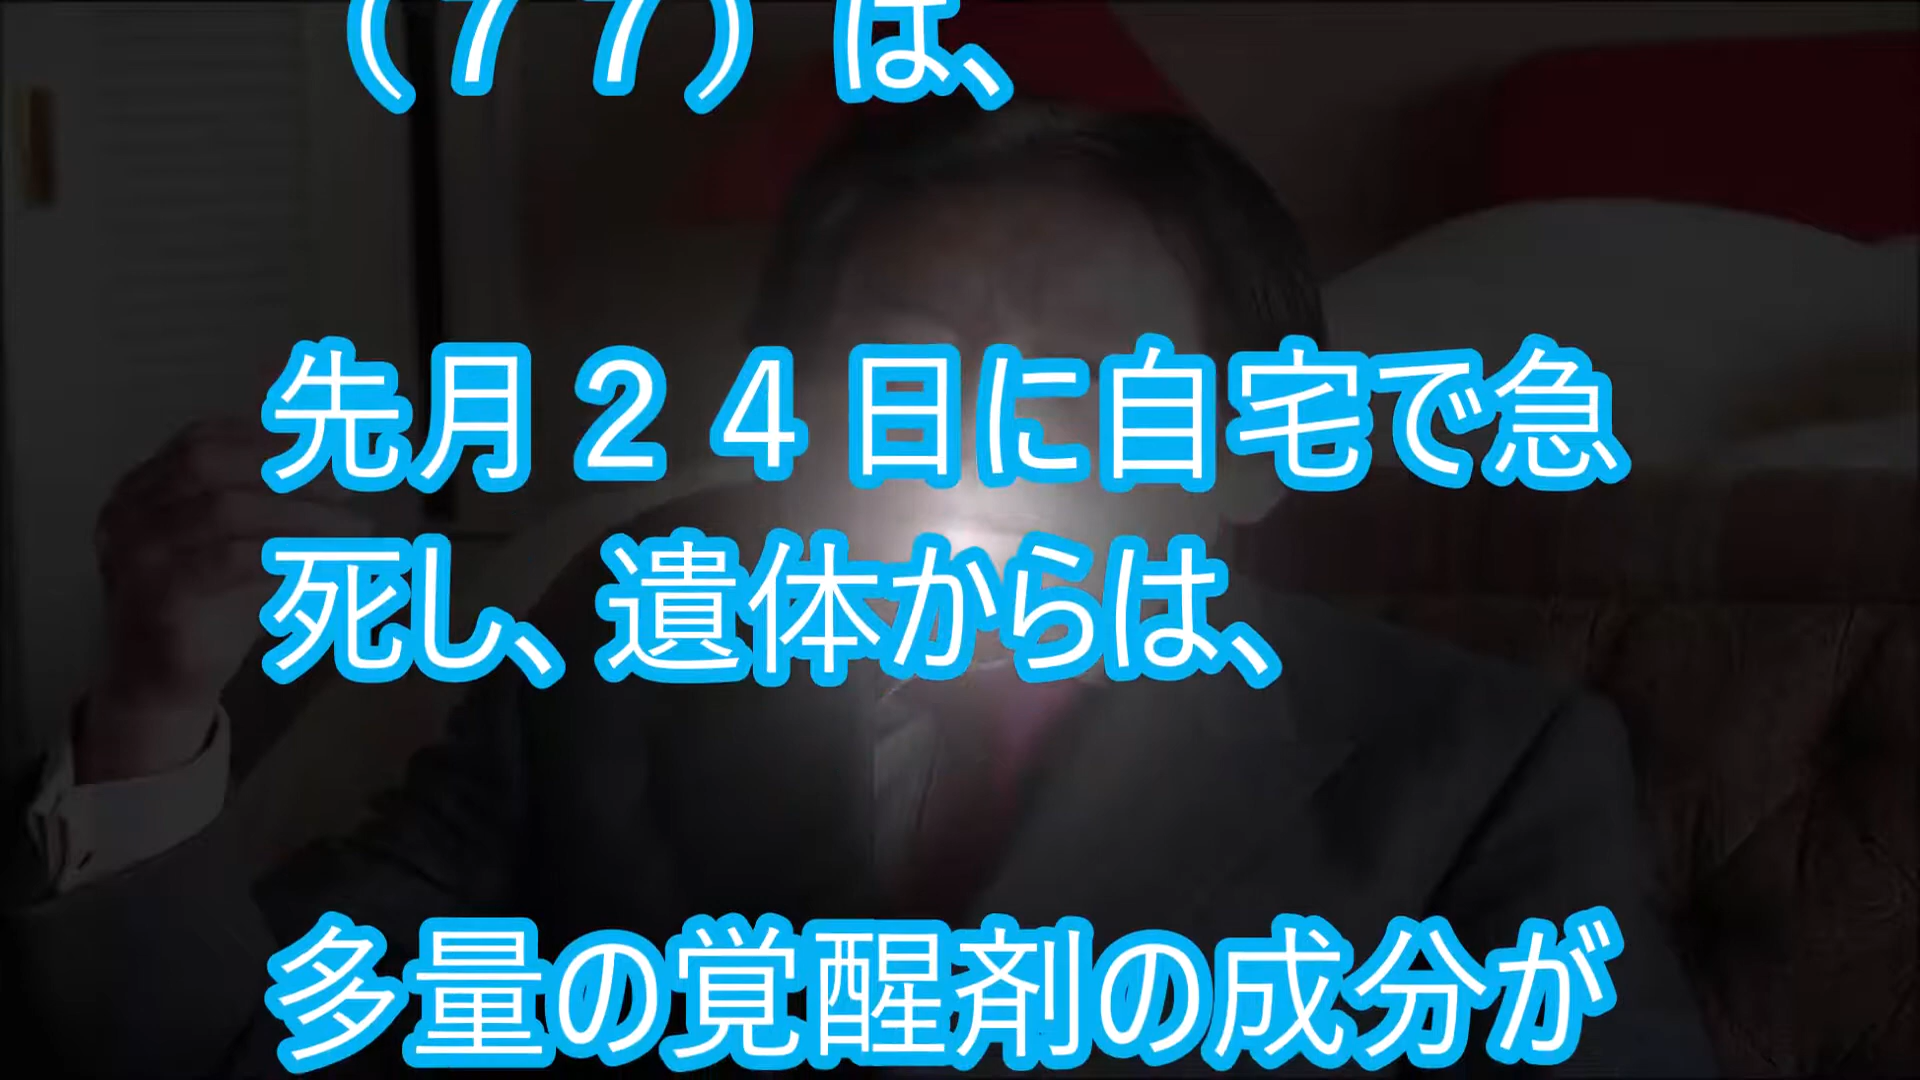 （７７）は、
先月２４日に自宅で急
死し、遺体からは、
多量の覚醒剤の成分が